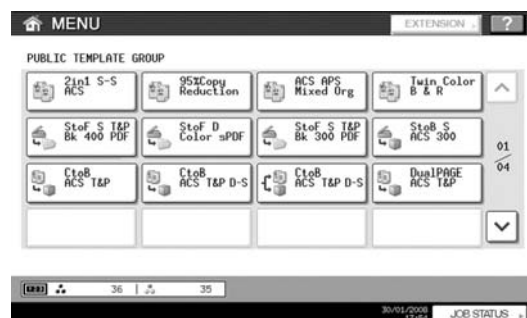 MENU
EXTENSION
?
PUBLIC TEMPLATE GROUP
2in1 S-S
ACS
95%Copy
Reduction
ACS APS
Mixed Org
Twin Color
B & R
StoF S T&P
Bk 400 PDF
StoF D
Color sPDF
StoF S T&P
Bk 300 PDF
StoB S
ACS 300
01
04
CtoB
ACS T&P
CtoB
ACS T&P D-S
CtoB
ACS T&P D-S
DualPAGE
ACS T&P
36
35
30/01/2008
JOB STATUS